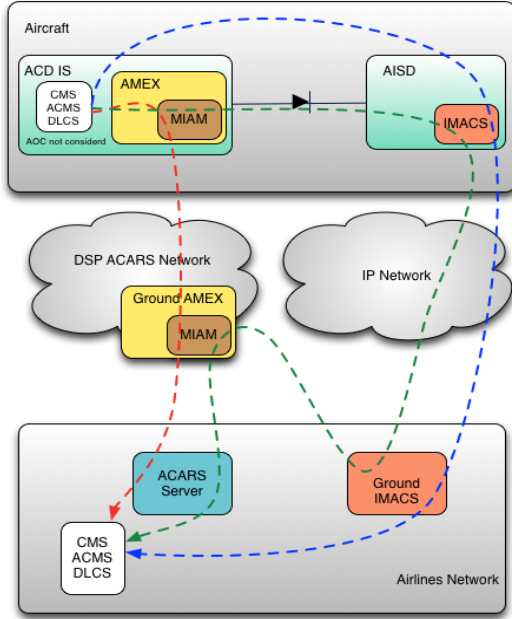 Aircraft
ACD IS
CMS
ACMS
DLCS
AOC not considerd
AMEX
MIAM
AISD
IMACS
DSP ACARS Network
Ground AMEX
MIAM
IP Network
ACARS
Server
Ground
IMACS
CMS
ACMS
DLCS
Airlines Network